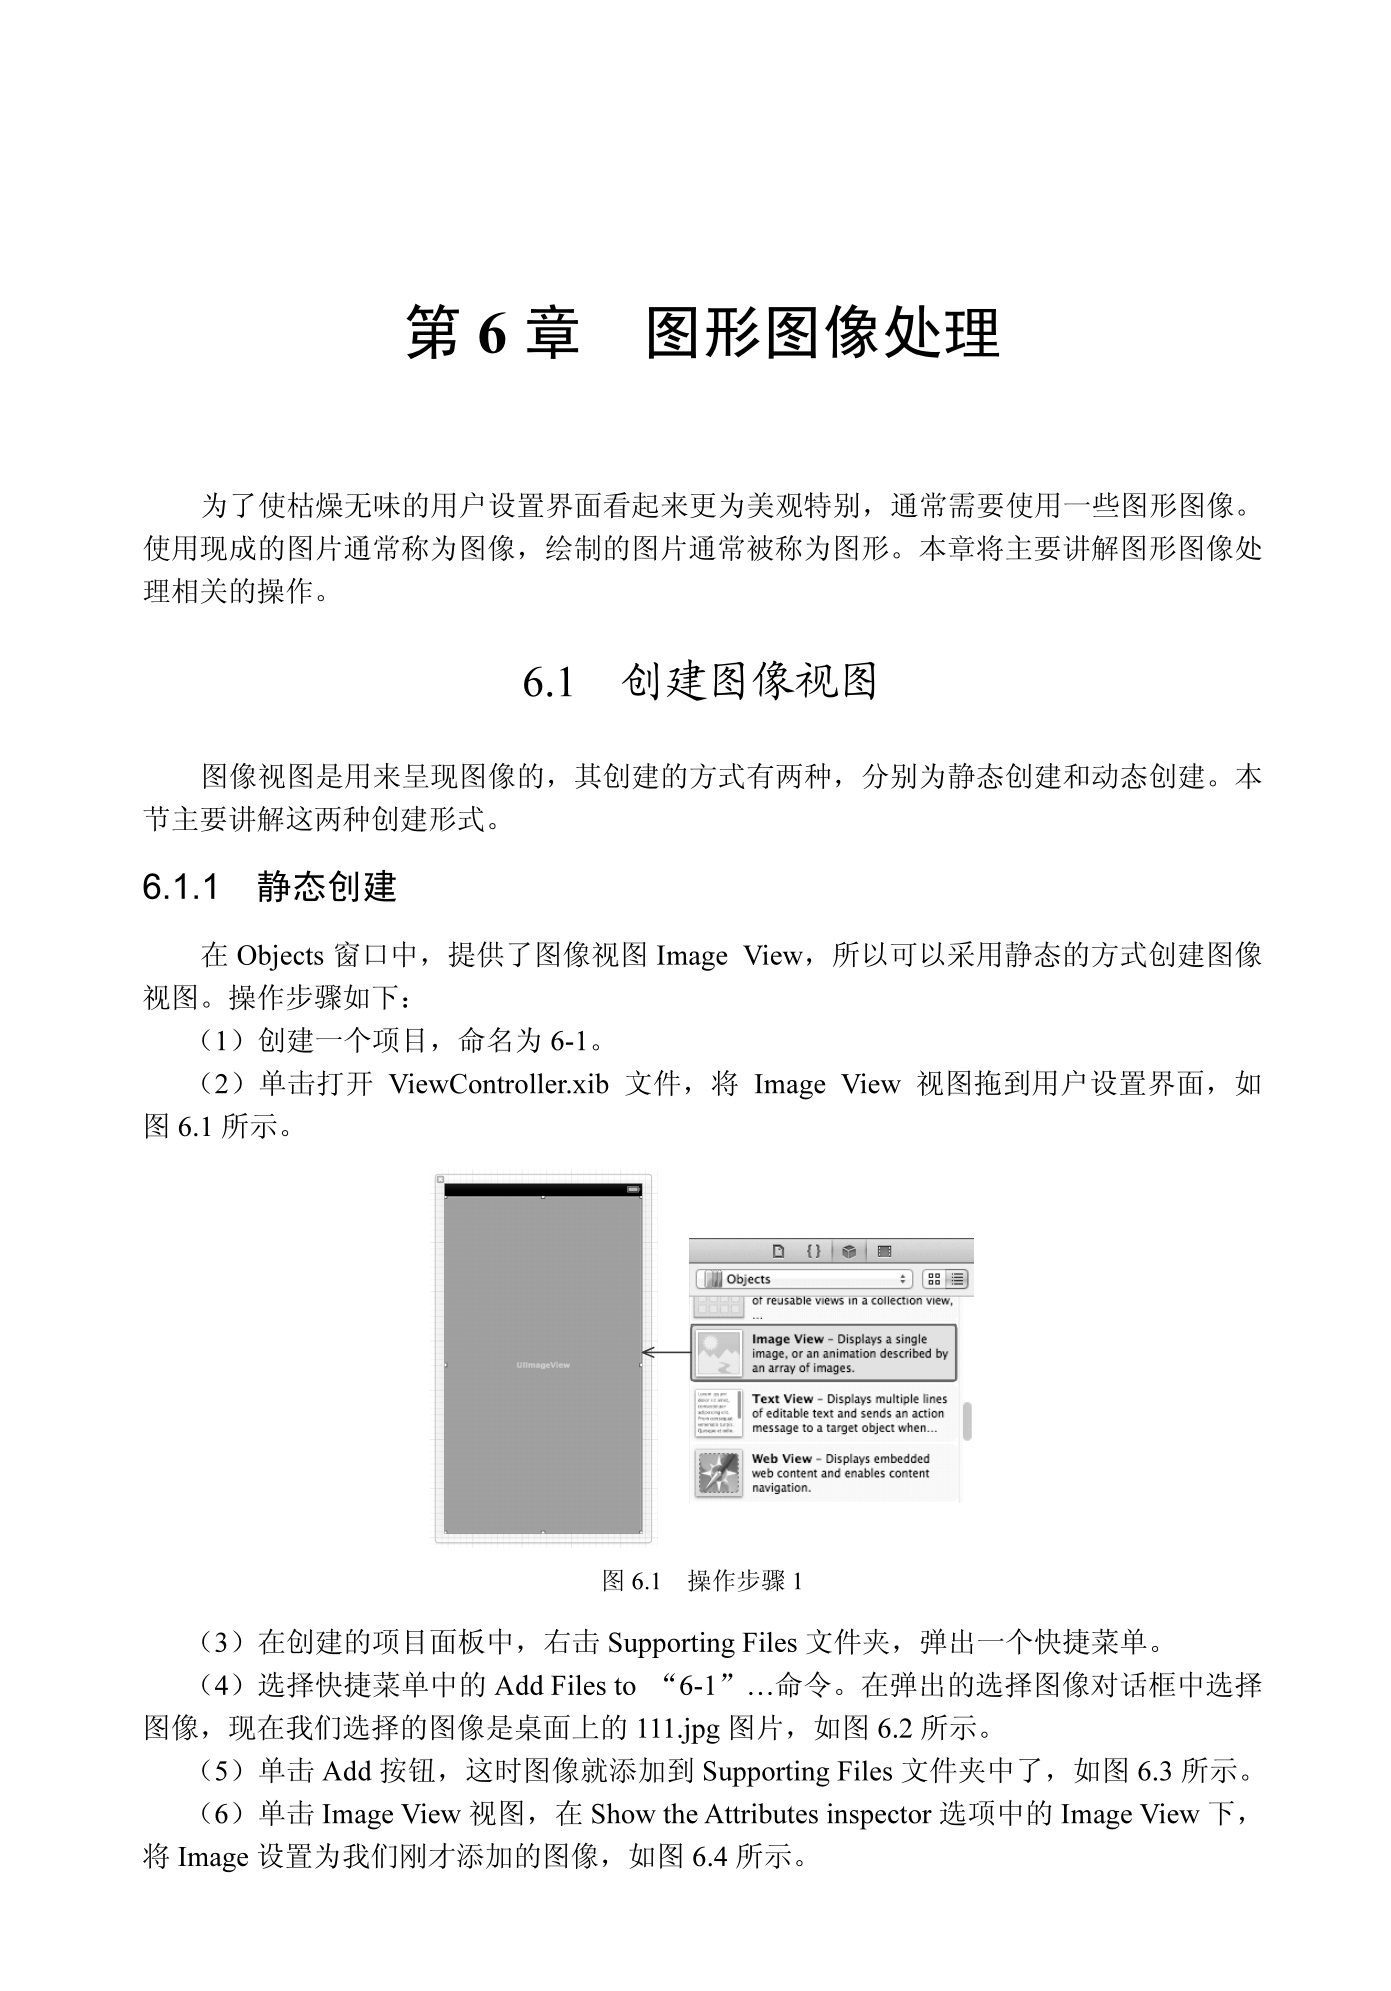 第 6 章　图形图像处理
为了使枯燥无味的用户设置界面看起来更为美观特别，通常需要使用一些图形图像。
使用现成的图片通常称为图像，绘制的图片通常被称为图形。本章将主要讲解图形图像处
理相关的操作。
6.1　创建图像视图
图像视图是用来呈现图像的，其创建的方式有两种，分别为静态创建和动态创建。本
节主要讲解这两种创建形式。
6.1.1　静态创建
在 Objects 窗口中，提供了图像视图 Image View，所以可以采用静态的方式创建图像
视图。操作步骤如下：
（1）创建一个项目，命名为 6-1。
（2）单击打开 ViewController.xib 文件，将 Image View 视图拖到用户设置界面，如
图 6.1 所示。
UIImageView
{ }
Objects
of reusable views in a collection view,
...
Image View – Displays a single
image, or an animation described by
an array of images.
Text View – Displays multiple lines
of editable text and sends an action
message to a target object when...
Web View – Displays embedded
web content and enables content
navigation.
图 6.1　操作步骤 1
（3）在创建的项目面板中，右击 Supporting Files 文件夹，弹出一个快捷菜单。
（4）选择快捷菜单中的 Add Files to “6-1”…命令。在弹出的选择图像对话框中选择
图像，现在我们选择的图像是桌面上的 111.jpg 图片，如图 6.2 所示。
（5）单击 Add 按钮，这时图像就添加到 Supporting Files 文件夹中了，如图 6.3 所示。
（6）单击 Image View 视图，在 Show the Attributes inspector 选项中的 Image View 下，
将 Image 设置为我们刚才添加的图像，如图 6.4 所示。